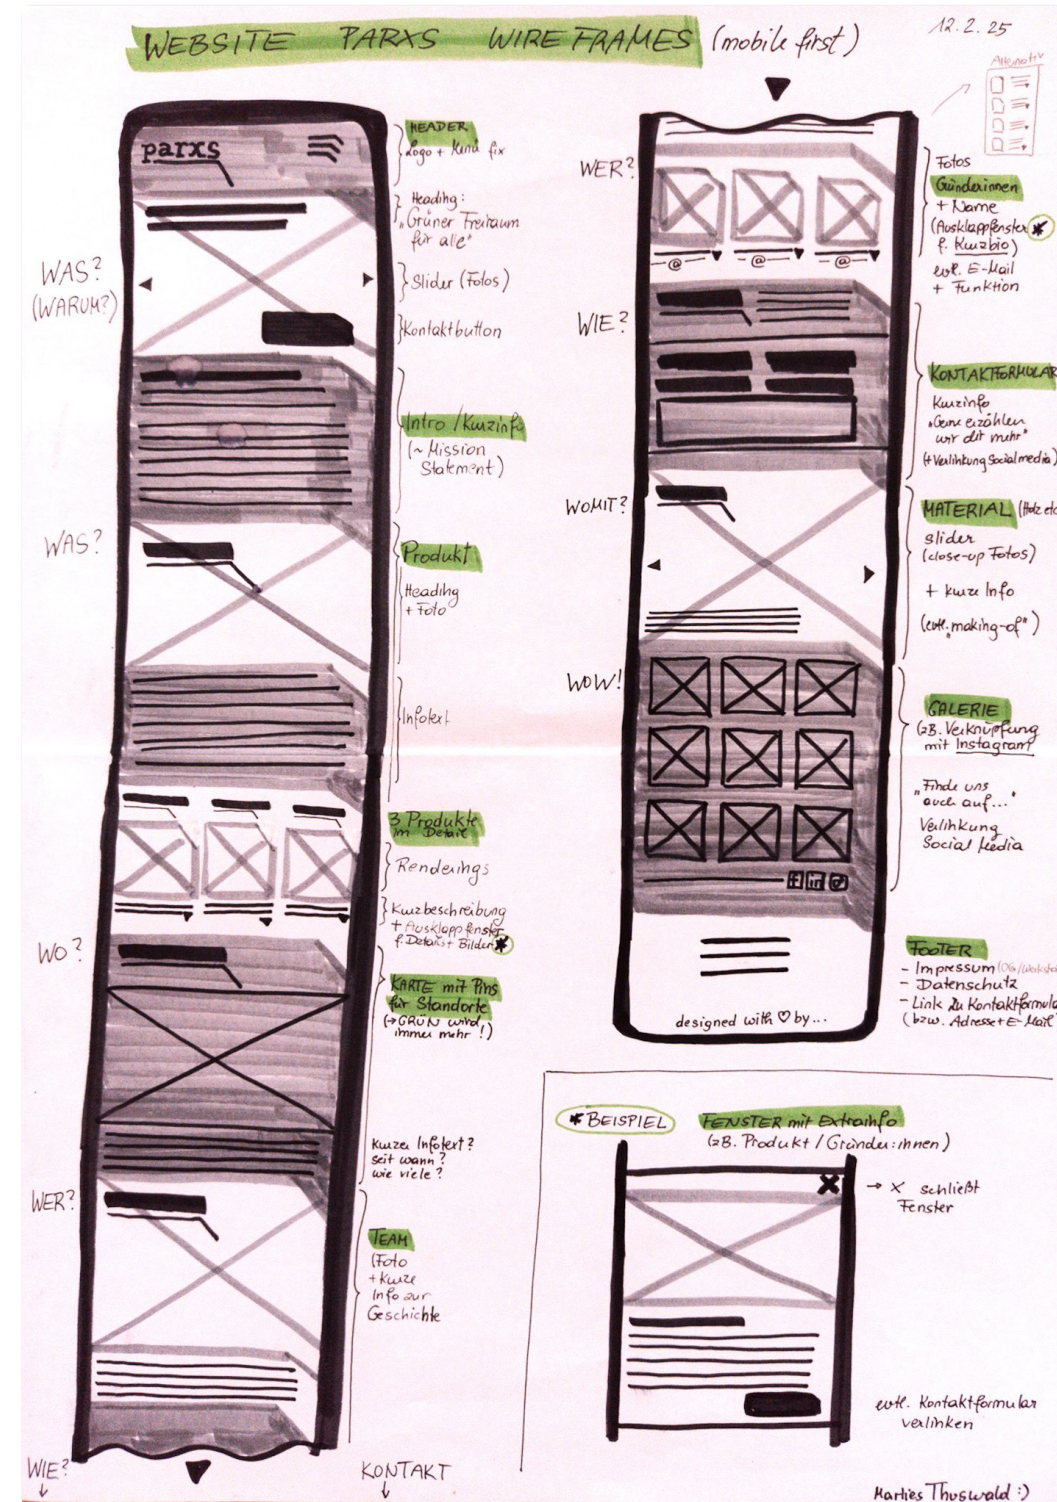 WEBSITE PARXS WIREFRAMES (mobile first)
12.2.25
Alternativ
parxs
HEADER
Logo + Menü fix
Heading:
„Grüner Freiraum
für alle"
WAS?
(WARUM?)
Slider (Fotos)
Kontaktbutton
Intro / Kurzinfo
(~ Mission
Statement)
WAS?
Produkt
Heading
+ Foto
Infotext
3 Produkte
im Detail
Renderings
Kurzbeschreibung
+ Ausklappfenster
f. Details + Bilder *
WO?
KARTE mit Pins
für Standorte
(→ GRÜN wird
immer mehr!)
Kurzer Infotext?
seit wann?
wie viele?
WER?
TEAM
(Foto
+ kurze
Info zur
Geschichte
WIE?
↓
KONTAKT
↓
WER?
Fotos
Gründerinnen
+ Name
(Ausklappfenster *
f. Kurzbio)
evtl. E-Mail
+ Funktion
-@- -@- -@-
WIE?
KONTAKTFORMULAR
Kurzinfo
„Gerne erzählen
wir dir mehr"
(+ Verlinkung Social media)
WOMIT?
MATERIAL (Holz etc
slider
(close-up Fotos)
+ kurze Info
(evtl. „making-of")
WOW!
GALERIE
(zB. Verknüpfung
mit Instagram
„Finde uns
auch auf..."
Verlinkung
Social Media
f in @
FOOTER
- Impressum (OG/
- Datenschutz
- Link zu Kontaktformular
(bzw. Adresse + E-Mail
designed with ♡ by...
* BEISPIEL
FENSTER mit Extrainfo
(zB. Produkt / Gründer:innen)
→ X schließt
Fenster
evtl. Kontaktformular
verlinken
Marlies Thuswald :)